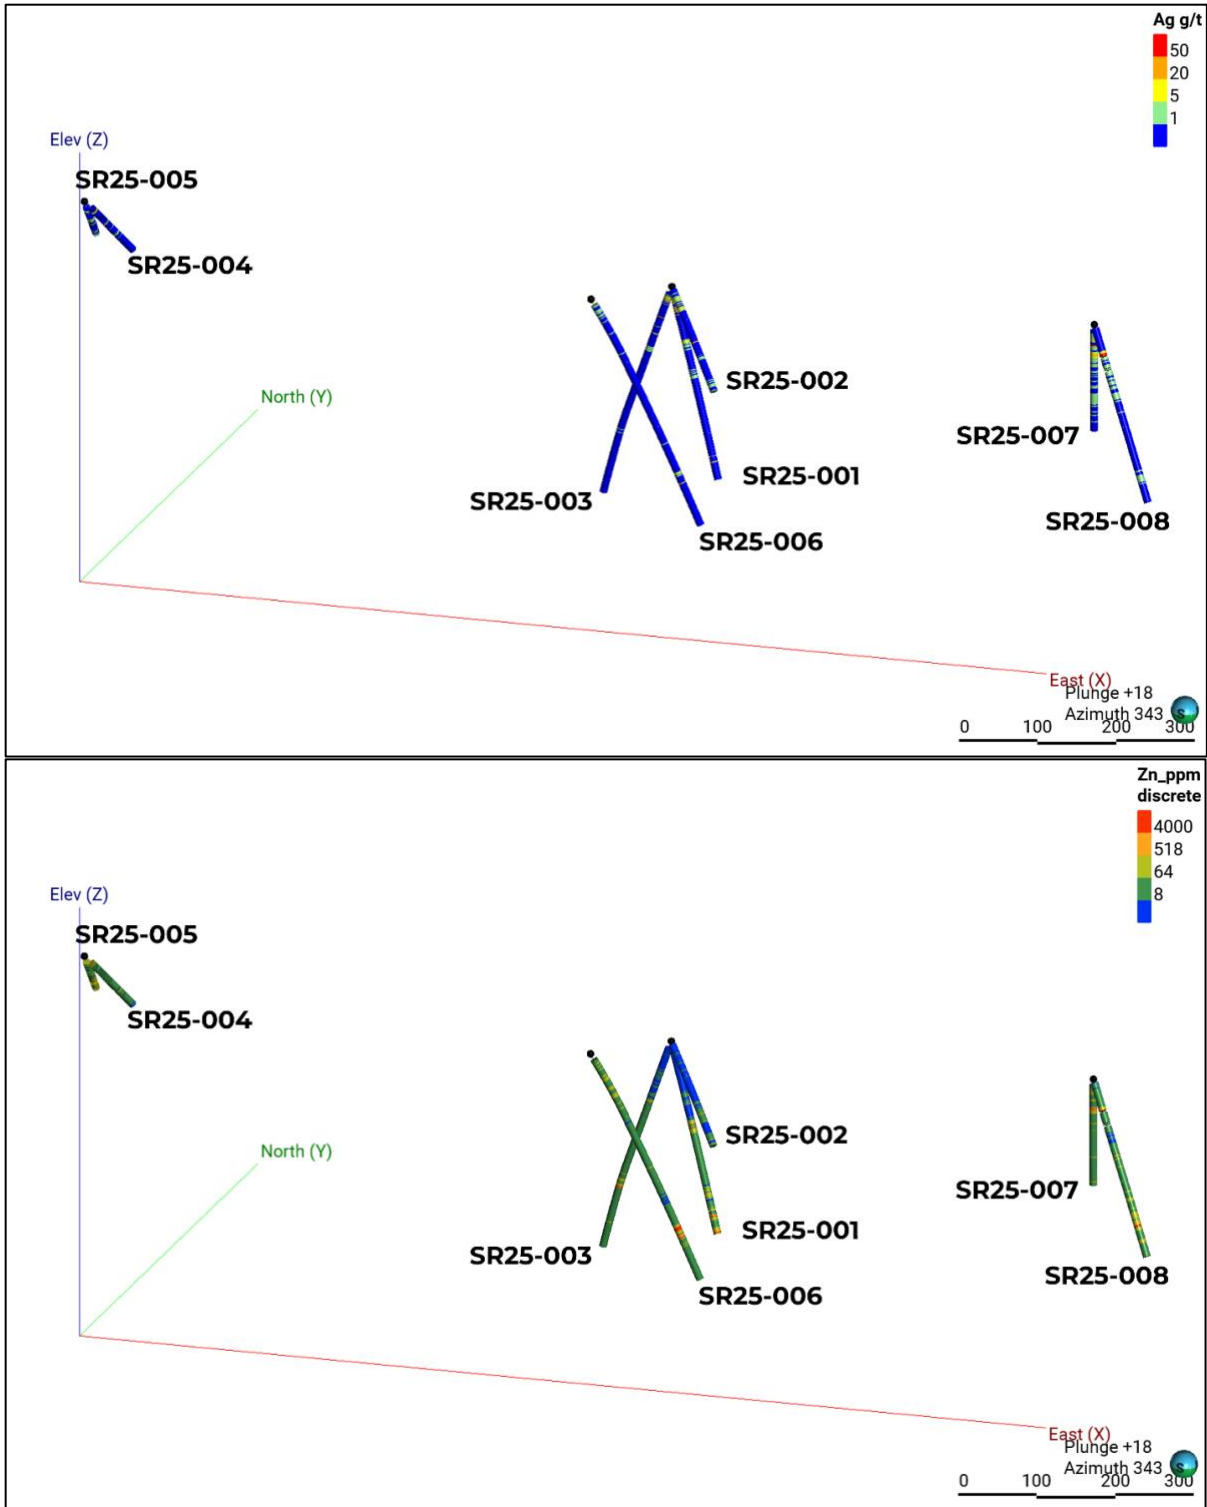 Ag g/t
50
20
5
1
Elev (Z)
SR25-005
SR25-004
North (Y)
SR25-002
SR25-007
SR25-001
SR25-003
SR25-008
SR25-006
East (X)
Plunge +18
Azimuth 343
S
0 100 200 300
Zn_ppm
discrete
4000
518
64
8
Elev (Z)
SR25-005
SR25-004
North (Y)
SR25-002
SR25-007
SR25-001
SR25-003
SR25-008
SR25-006
East (X)
Plunge +18
Azimuth 343
S
0 100 200 300